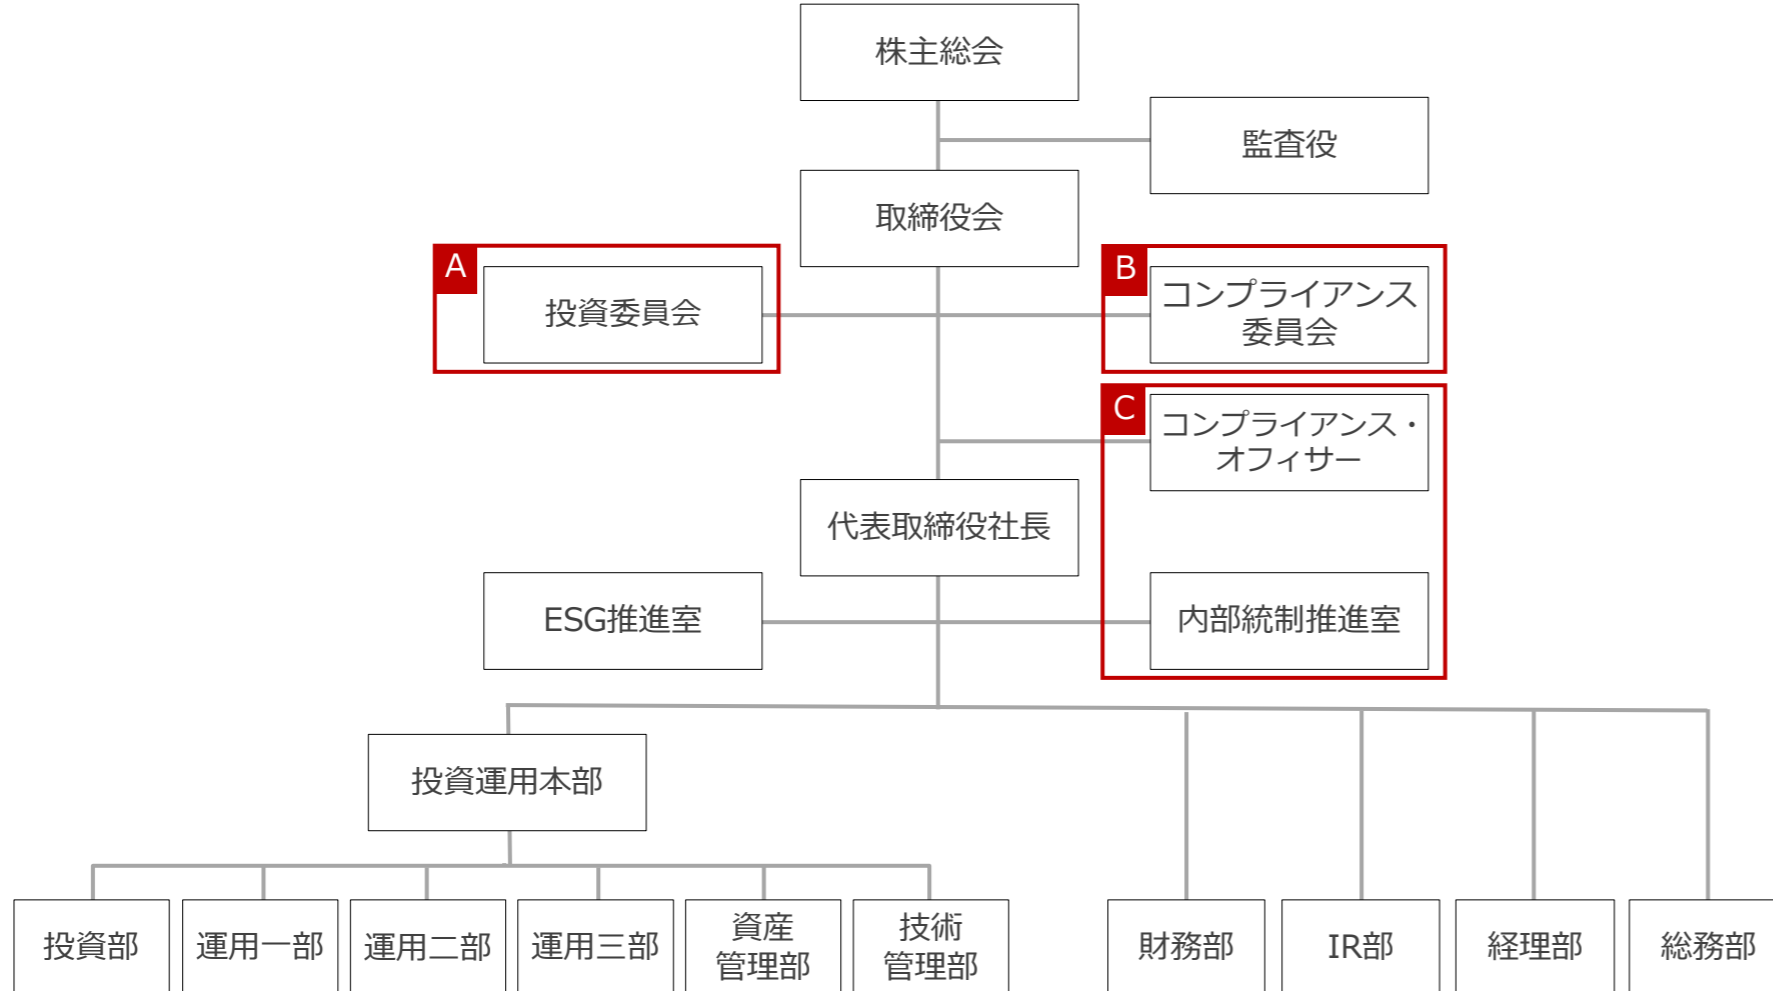 株主総会
監査役
取締役会
A
投資委員会
B
コンプライアンス
委員会
C
コンプライアンス・
オフィサー
代表取締役社長
ESG推進室
内部統制推進室
投資運用本部
投資部
運用一部
運用二部
運用三部
資産
管理部
技術
管理部
財務部
IR部
経理部
総務部